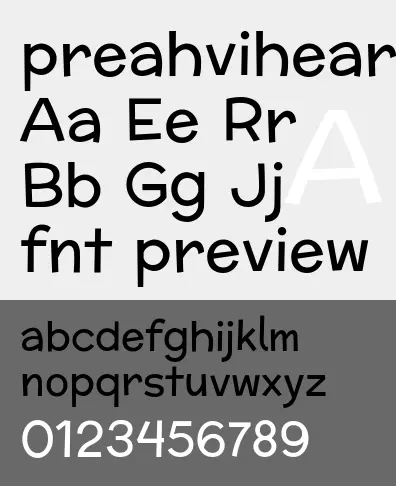 preahvihear
Aa Ee Rr
A
Bb Gg Jj
fnt preview
abcdefghijklm
nopqrstuvwxyz
0123456789